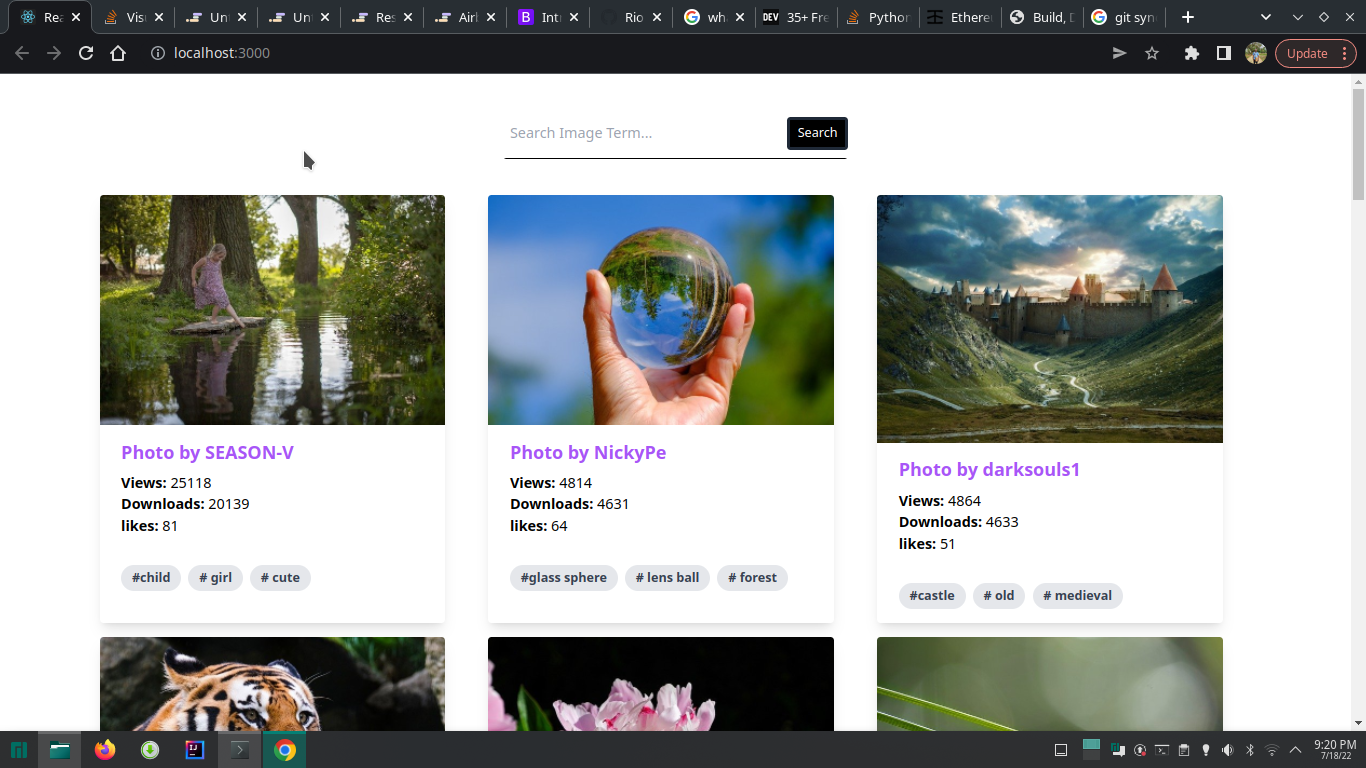 Rea
Visu
Unt
Unt
Res
Airb
B Intr
Rio
G wh
DEV 35+ Fre
Python
Ethere
Build, D
G git syn
localhost:3000
Update
Search Image Term...
Search
Photo by SEASON-V
Views: 25118
Downloads: 20139
likes: 81
#child
# girl
# cute
Photo by NickyPe
Views: 4814
Downloads: 4631
likes: 64
#glass sphere
# lens ball
# forest
Photo by darksouls1
Views: 4864
Downloads: 4633
likes: 51
#castle
# old
# medieval
9:20 PM
7/18/22